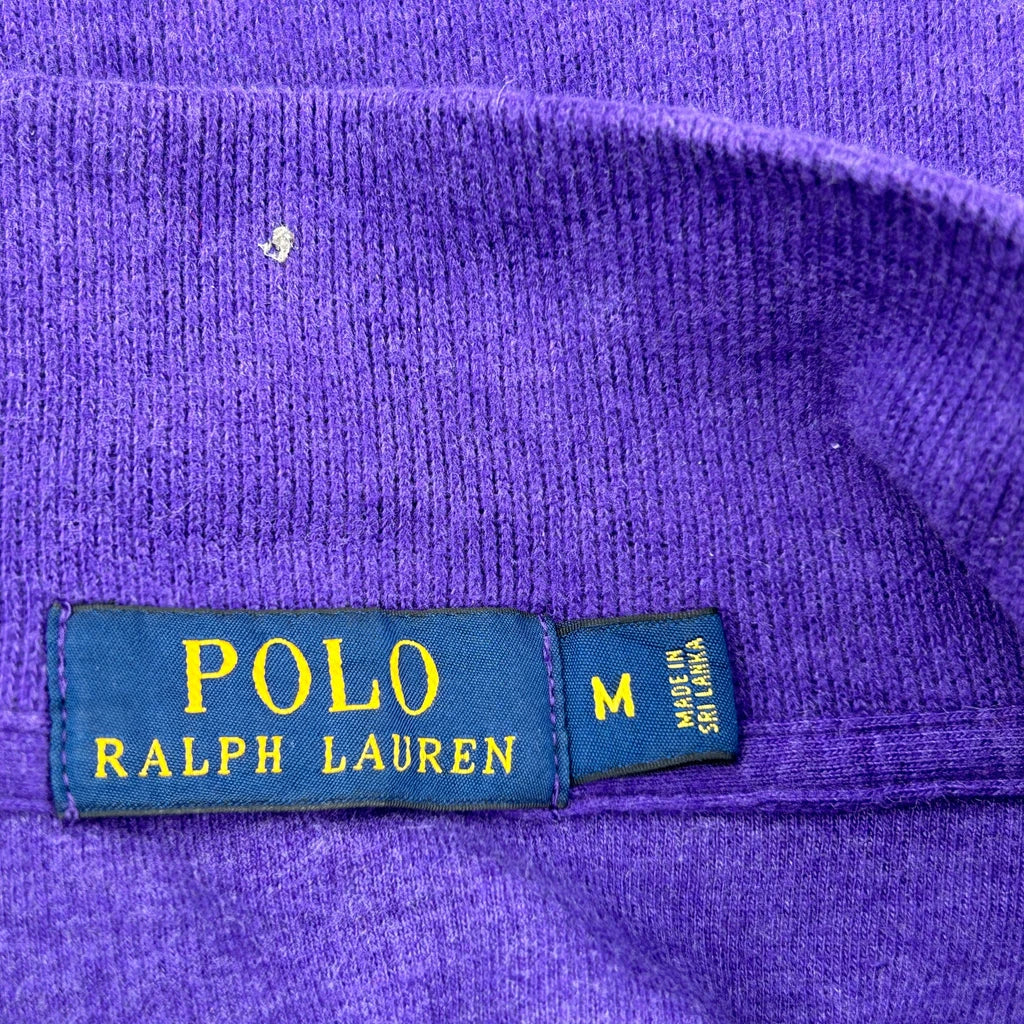 POLO
RALPH LAUREN
M
MADE IN
SRI LANKA